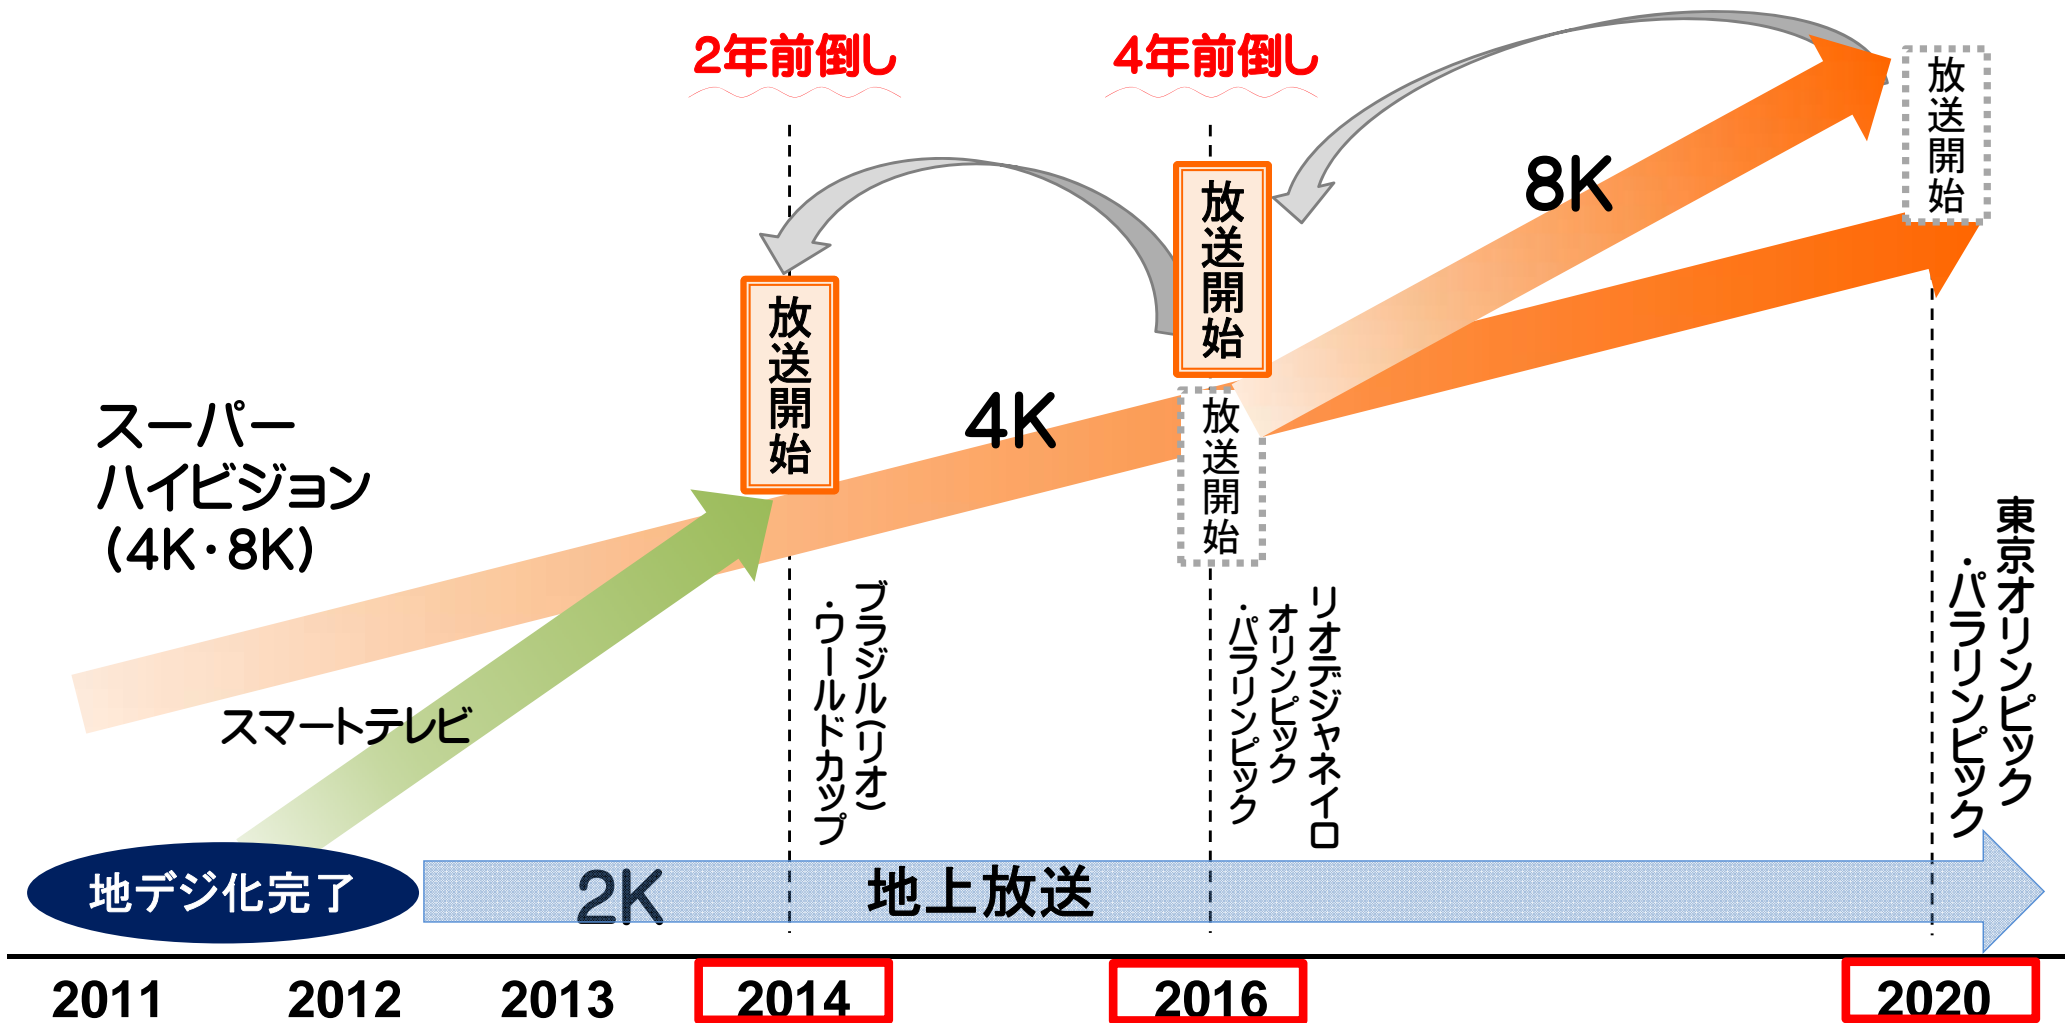 2年前倒し
4年前倒し
放送開始
放送開始
放送開始
放送開始
8K
4K
スーパー
ハイビジョン
(4K・8K)
スマートテレビ
ブラジル(リオ)
・ワールドカップ
リオデジャネイロ
オリンピック
・パラリンピック
東京オリンピック
・パラリンピック
地デジ化完了
2K
地上放送
2011
2012
2013
2014
2016
2020